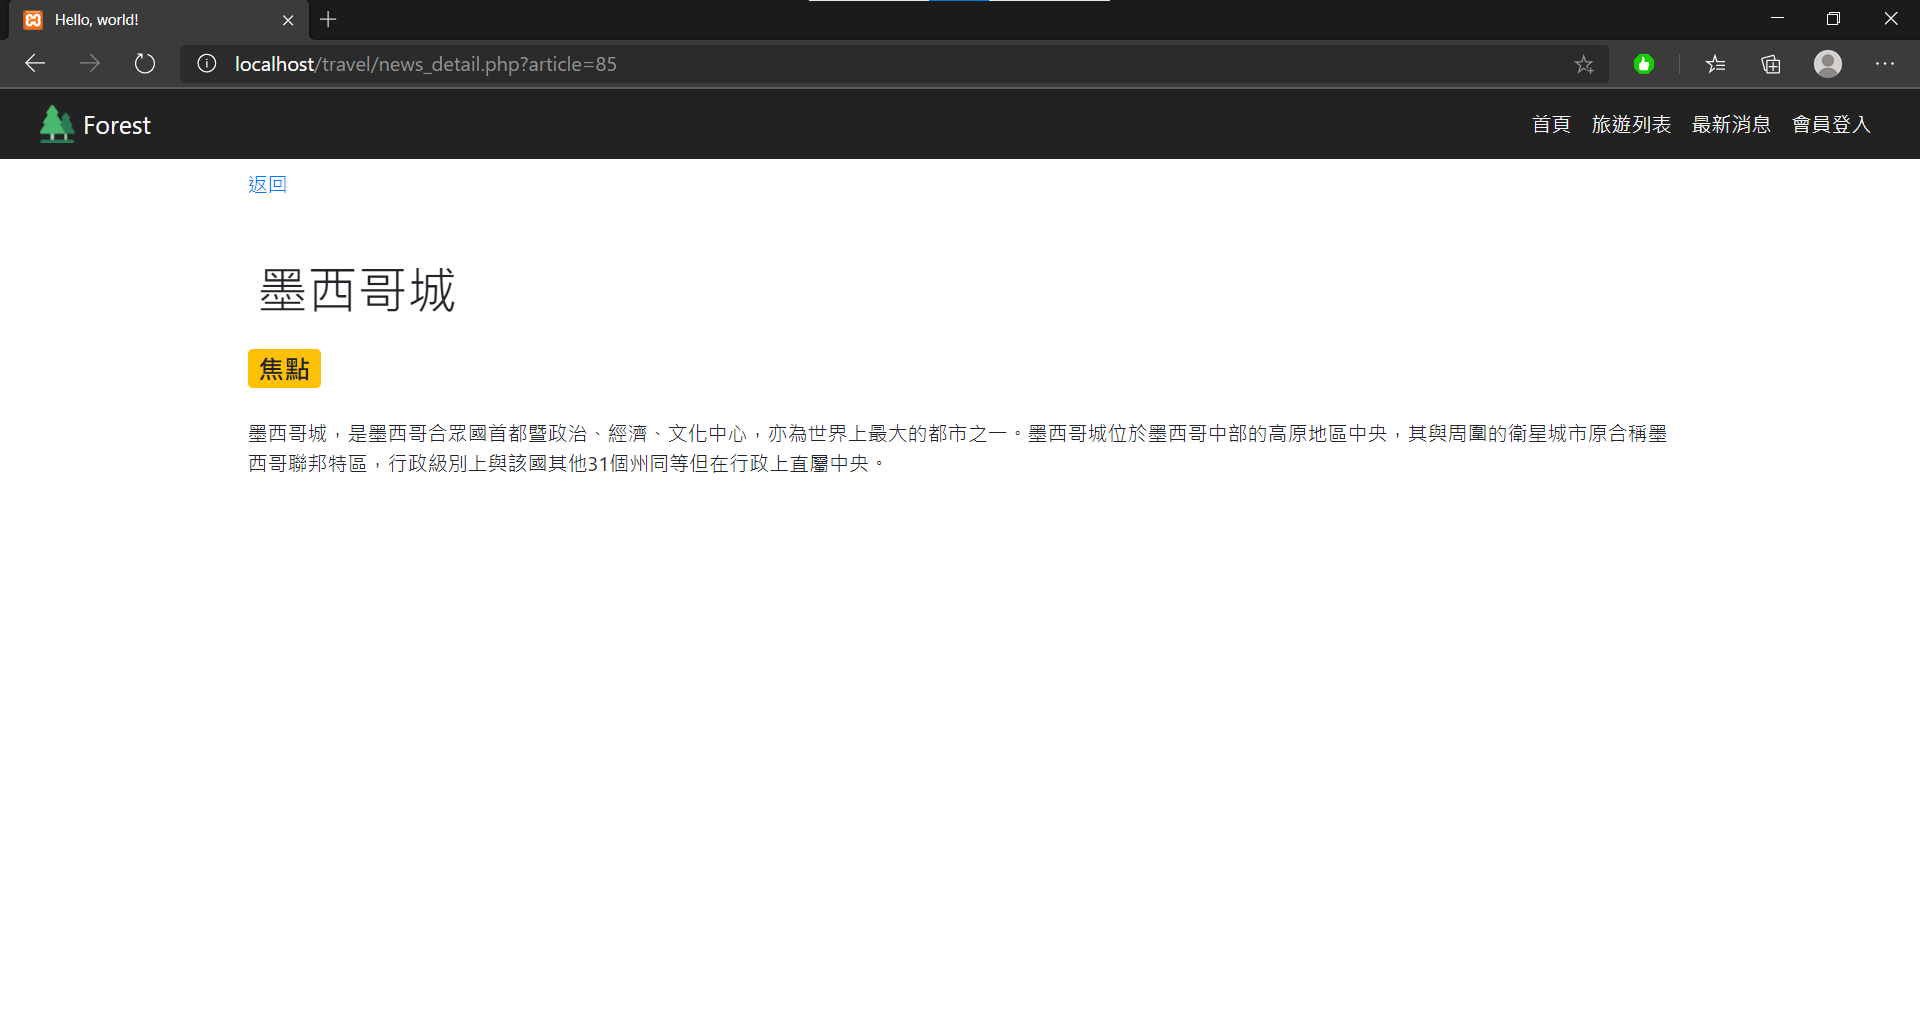 Hello, world!
localhost/travel/news_detail.php?article=85
Forest
首頁 旅遊列表 最新消息 會員登入
返回
墨西哥城
焦點
墨西哥城，是墨西哥合眾國首都暨政治、經濟、文化中心，亦為世界上最大的都市之一。墨西哥城位於墨西哥中部的高原地區中央，其與周圍的衛星城市原合稱墨
西哥聯邦特區，行政級別上與該國其他31個州同等但在行政上直屬中央。